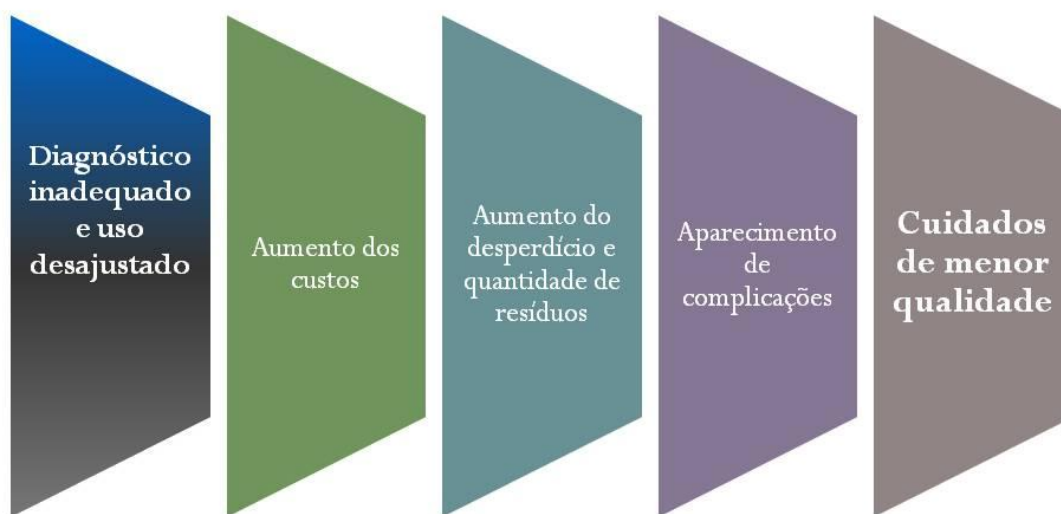 Diagnóstico
inadequado
e uso
desajustado
Aumento dos
custos
Aumento do
desperdício e
quantidade de
resíduos
Aparecimento
de
complicações
Cuidados
de menor
qualidade